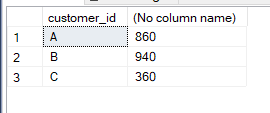 customer_id (No column name)
1 A 860
2 B 940
3 C 360